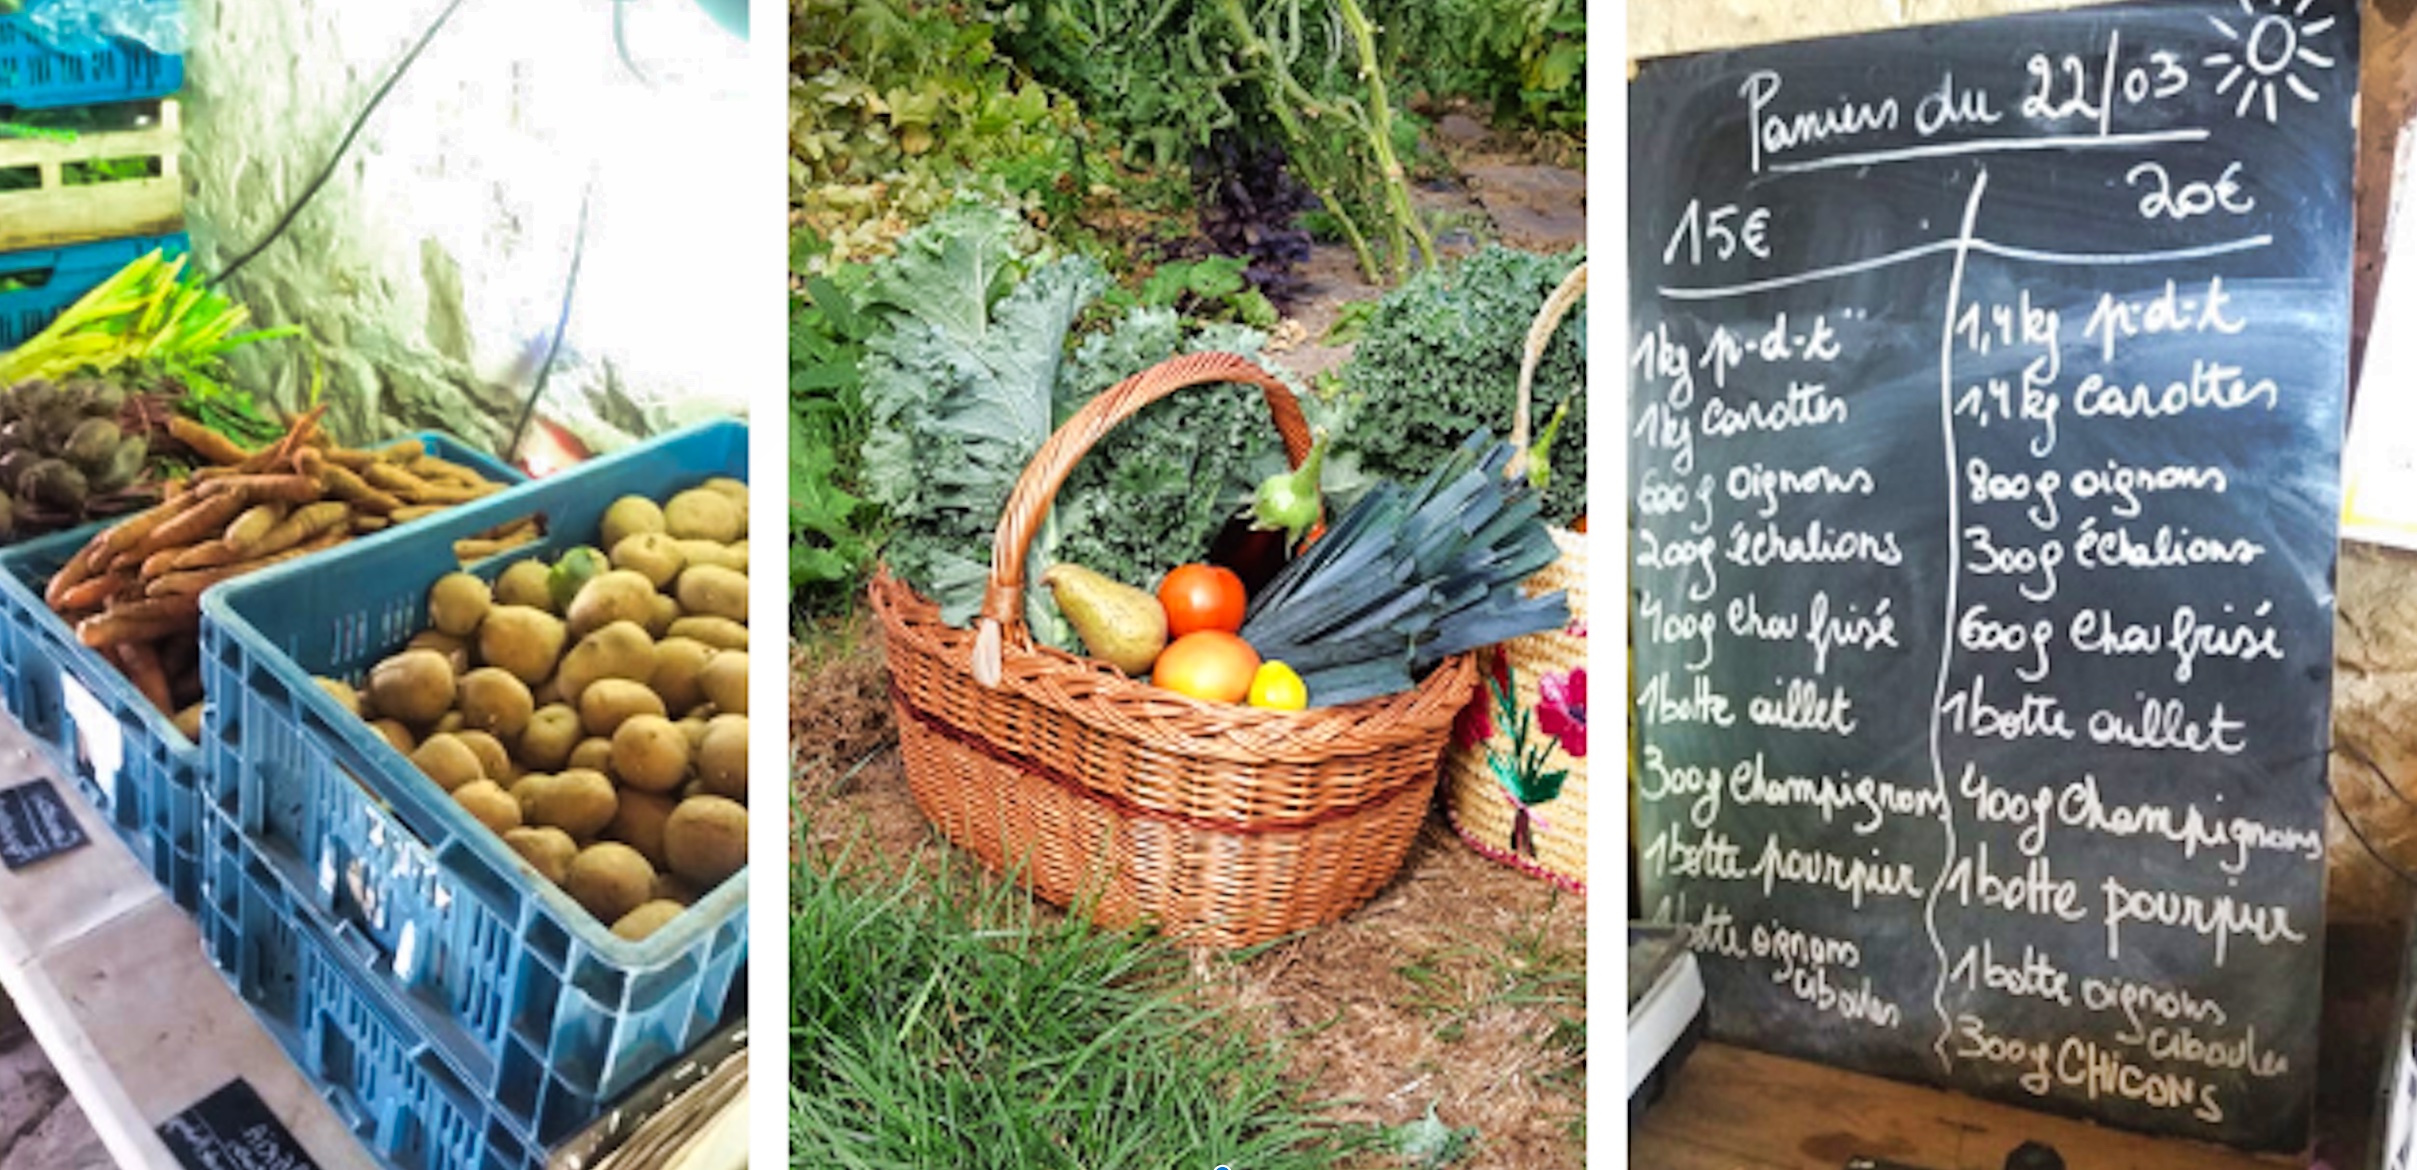 Paniers du 22/03
15€
1kg p-d-t
1kg carottes
600g oignons
200g échalions
400g chou frisé
1 botte aillet
300g champignons
1 botte pourpier
1 botte oignons
ciboules
20€
1,4kg p-d-t
1,4kg carottes
800g oignons
300g échalions
600g chou frisé
1 botte aillet
400g champignons
1 botte pourpier
1 botte oignons
ciboules
300g CHICONS